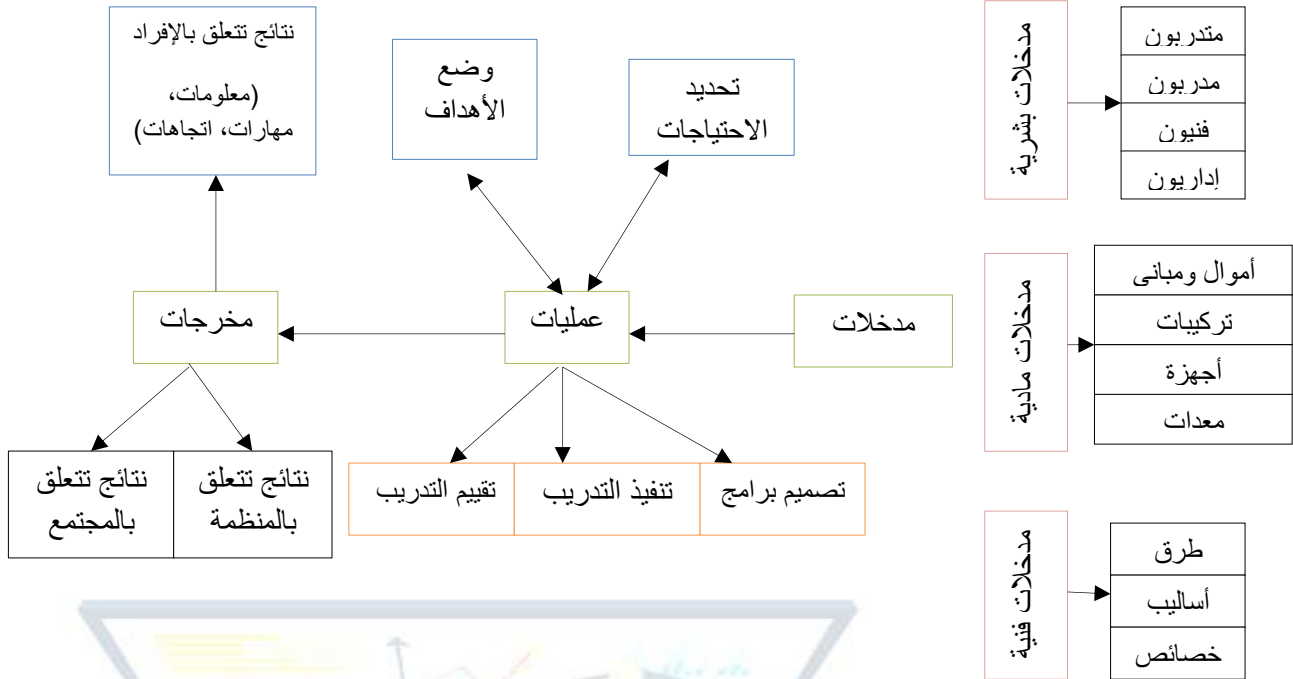 مدخلات بشرية
متدربون
مدربون
فنيون
إداريون
مدخلات مادية
أموال ومبانى
تركيبات
أجهزة
معدات
مدخلات فنية
طرق
أساليب
خصائص
تحديد
الاحتياجات
وضع
الأهداف
نتائج تتعلق بالإفراد
(معلومات،
مهارات، اتجاهات)
مدخلات
عمليات
مخرجات
تصميم برامج
تنفيذ التدريب
تقييم التدريب
نتائج تتعلق
بالمنظمة
نتائج تتعلق
بالمجتمع